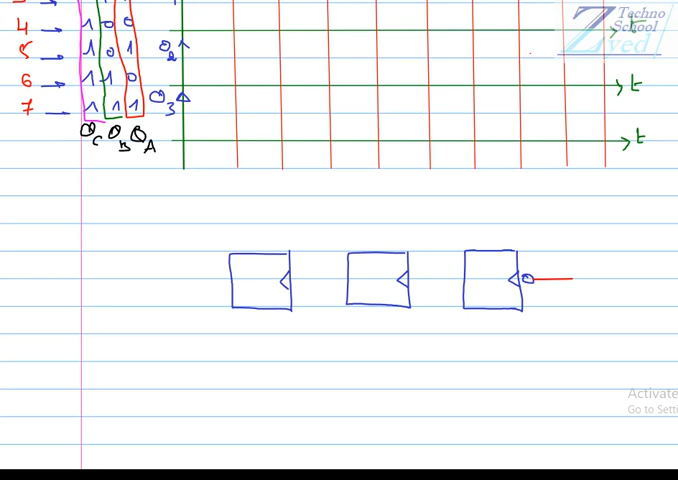 4 → 1 0 0
5 → 1 0 1
6 → 1 1 0
7 → 1 1 1
Q_C Q_B Q_A
Q_2
Q_3
t
t
t
Techno
School
Zyed
Activate
Go to Setti